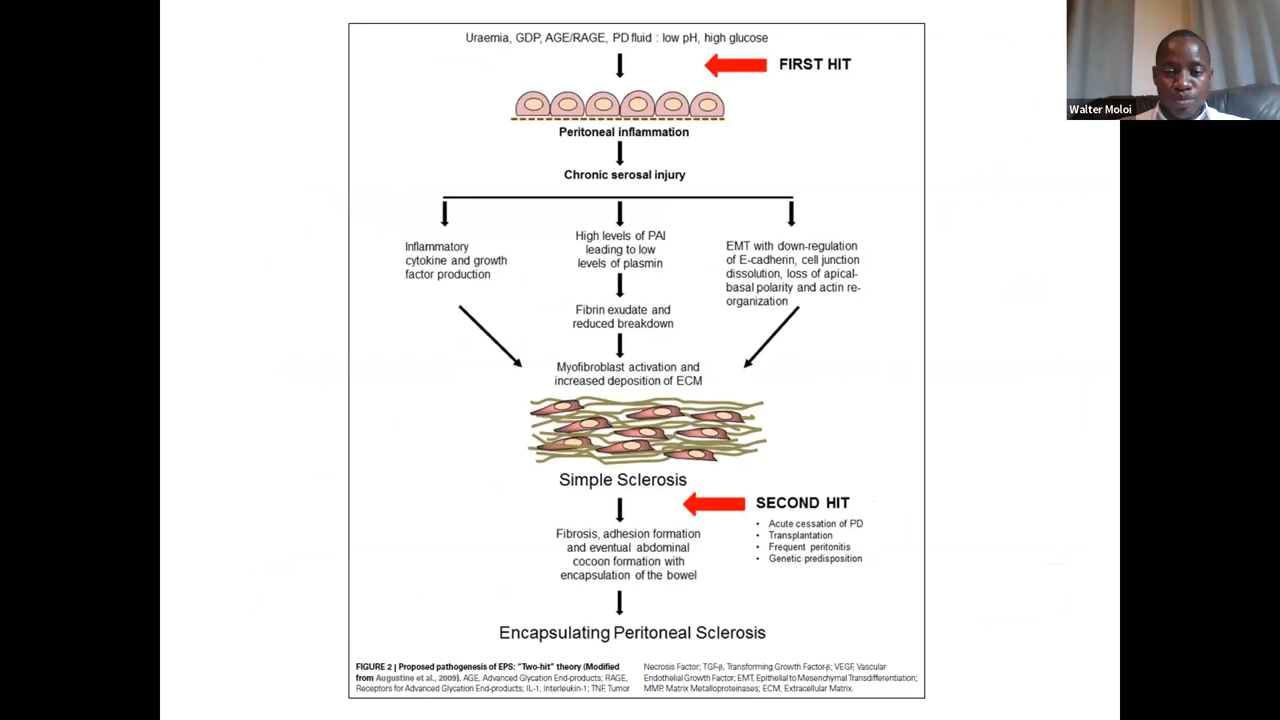 Uraemia, GDP, AGE/RAGE, PD fluid : low pH, high glucose
FIRST HIT
Walter Moloi
Peritoneal inflammation
Chronic serosal injury
Inflammatory
cytokine and growth
factor production
High levels of PAI
leading to low
levels of plasmin
Fibrin exudate and
reduced breakdown
EMT with down-regulation
of E-cadherin, cell junction
dissolution, loss of apical-
basal polarity and actin re-
organization
Myofibroblast activation and
increased deposition of ECM
Simple Sclerosis
SECOND HIT
• Acute cessation of PD
• Transplantation
• Frequent peritonitis
• Genetic predisposition
Fibrosis, adhesion formation
and eventual abdominal
cocoon formation with
encapsulation of the bowel
Encapsulating Peritoneal Sclerosis
FIGURE 2 | Proposed pathogenesis of EPS: "Two-hit" theory (Modified
from Augustine et al., 2009). AGE, Advanced Glycation End-products; RAGE,
Receptors for Advanced Glycation End-products; IL-1, Interleukin-1; TNF, Tumor
Necrosis Factor; TGF-β, Transforming Growth Factor-β; VEGF, Vascular
Endothelial Growth Factor; EMT, Epithelial to Mesenchymal Transdifferentiation;
MMP, Matrix Metalloproteinases; ECM, Extracellular Matrix.